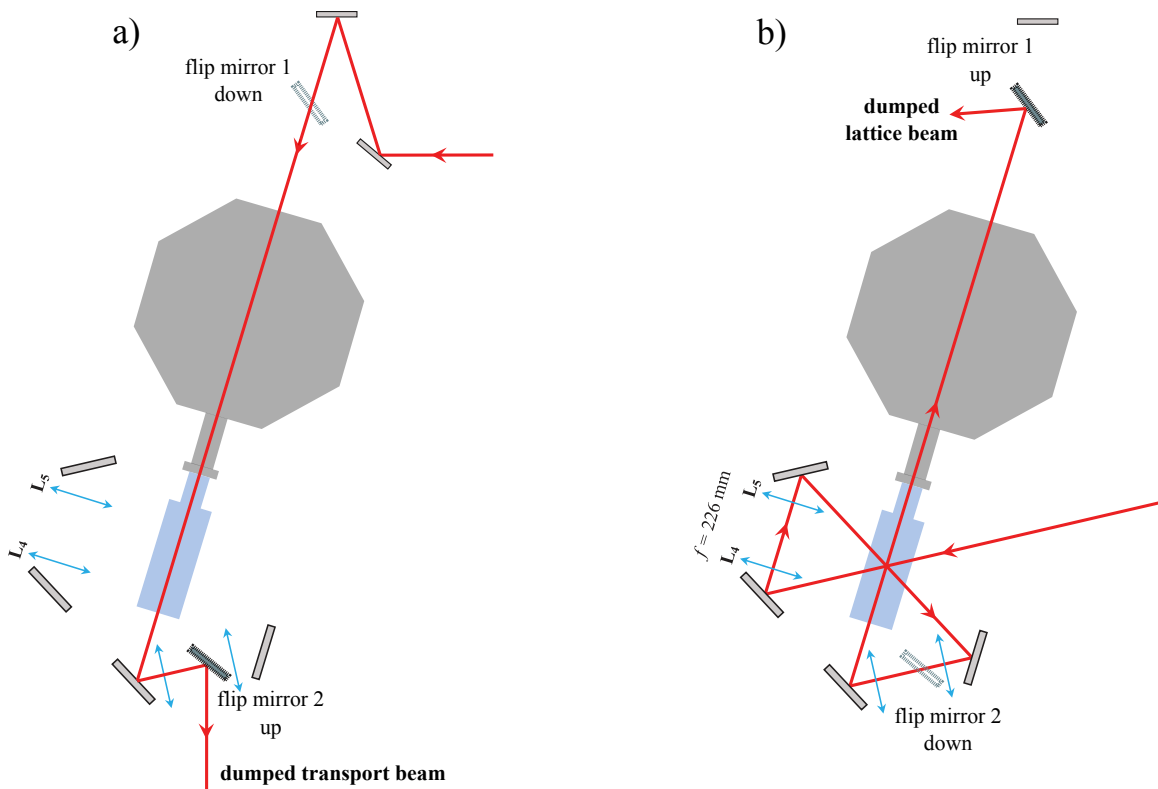 a)
flip mirror 1
down
L5
L4
flip mirror 2
up
dumped transport beam
b)
flip mirror 1
up
dumped
lattice beam
L5
f = 226 mm
L4
flip mirror 2
down